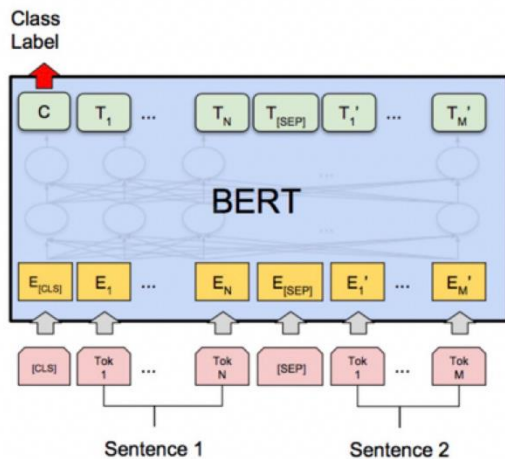 Class
Label
C T1 ... TN T[SEP] T1' ... TM'
...
BERT
...
E[CLS] E1 ... EN E[SEP] E1' ... EM'
[CLS] Tok 1 ... Tok N [SEP] Tok 1 ... Tok M
Sentence 1 Sentence 2